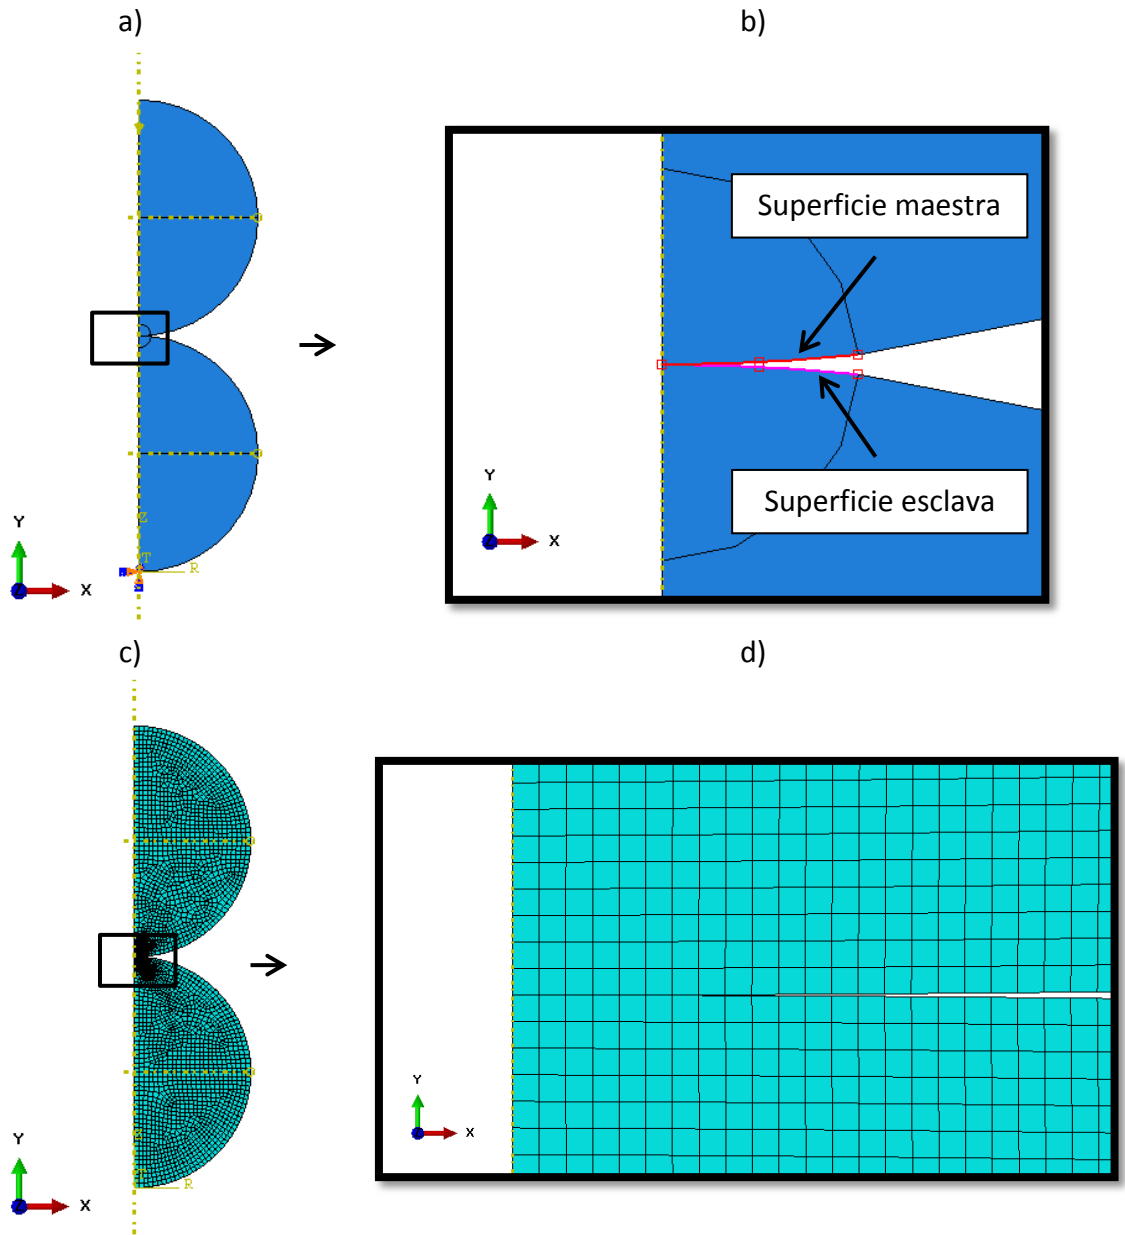 a)
b)
Superficie maestra
Superficie esclava
Z
T
R
Y
Z
X
Y
Z
X
c)
d)
Z
T
R
Y
Z
X
Y
Z
X